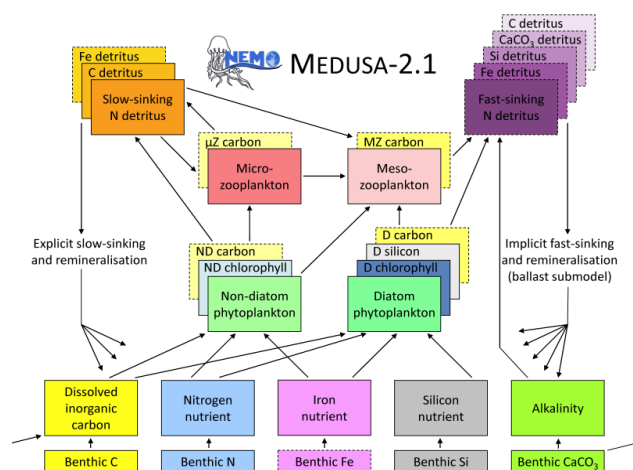 NEMO
MEDUSA-2.1
Fe detritus
C detritus
Slow-sinking
N detritus
C detritus
CaCO3 detritus
Si detritus
Fe detritus
Fast-sinking
N detritus
µZ carbon
Micro-
zooplankton
MZ carbon
Meso-
zooplankton
Explicit slow-sinking
and remineralisation
ND carbon
ND chlorophyll
Non-diatom
phytoplankton
D carbon
D silicon
D chlorophyll
Diatom
phytoplankton
Implicit fast-sinking
and remineralisation
(ballast submodel)
Dissolved
inorganic
carbon
Nitrogen
nutrient
Iron
nutrient
Silicon
nutrient
Alkalinity
Benthic C
Benthic N
Benthic Fe
Benthic Si
Benthic CaCO3